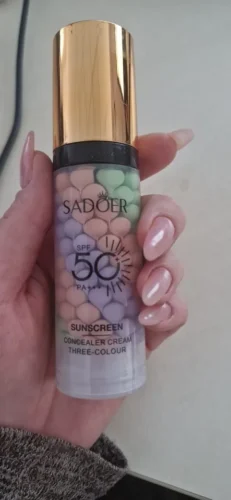 SADOER
SPF
50+
PA+++
SUNSCREEN
CONCEALER CREAM
THREE-COLOUR